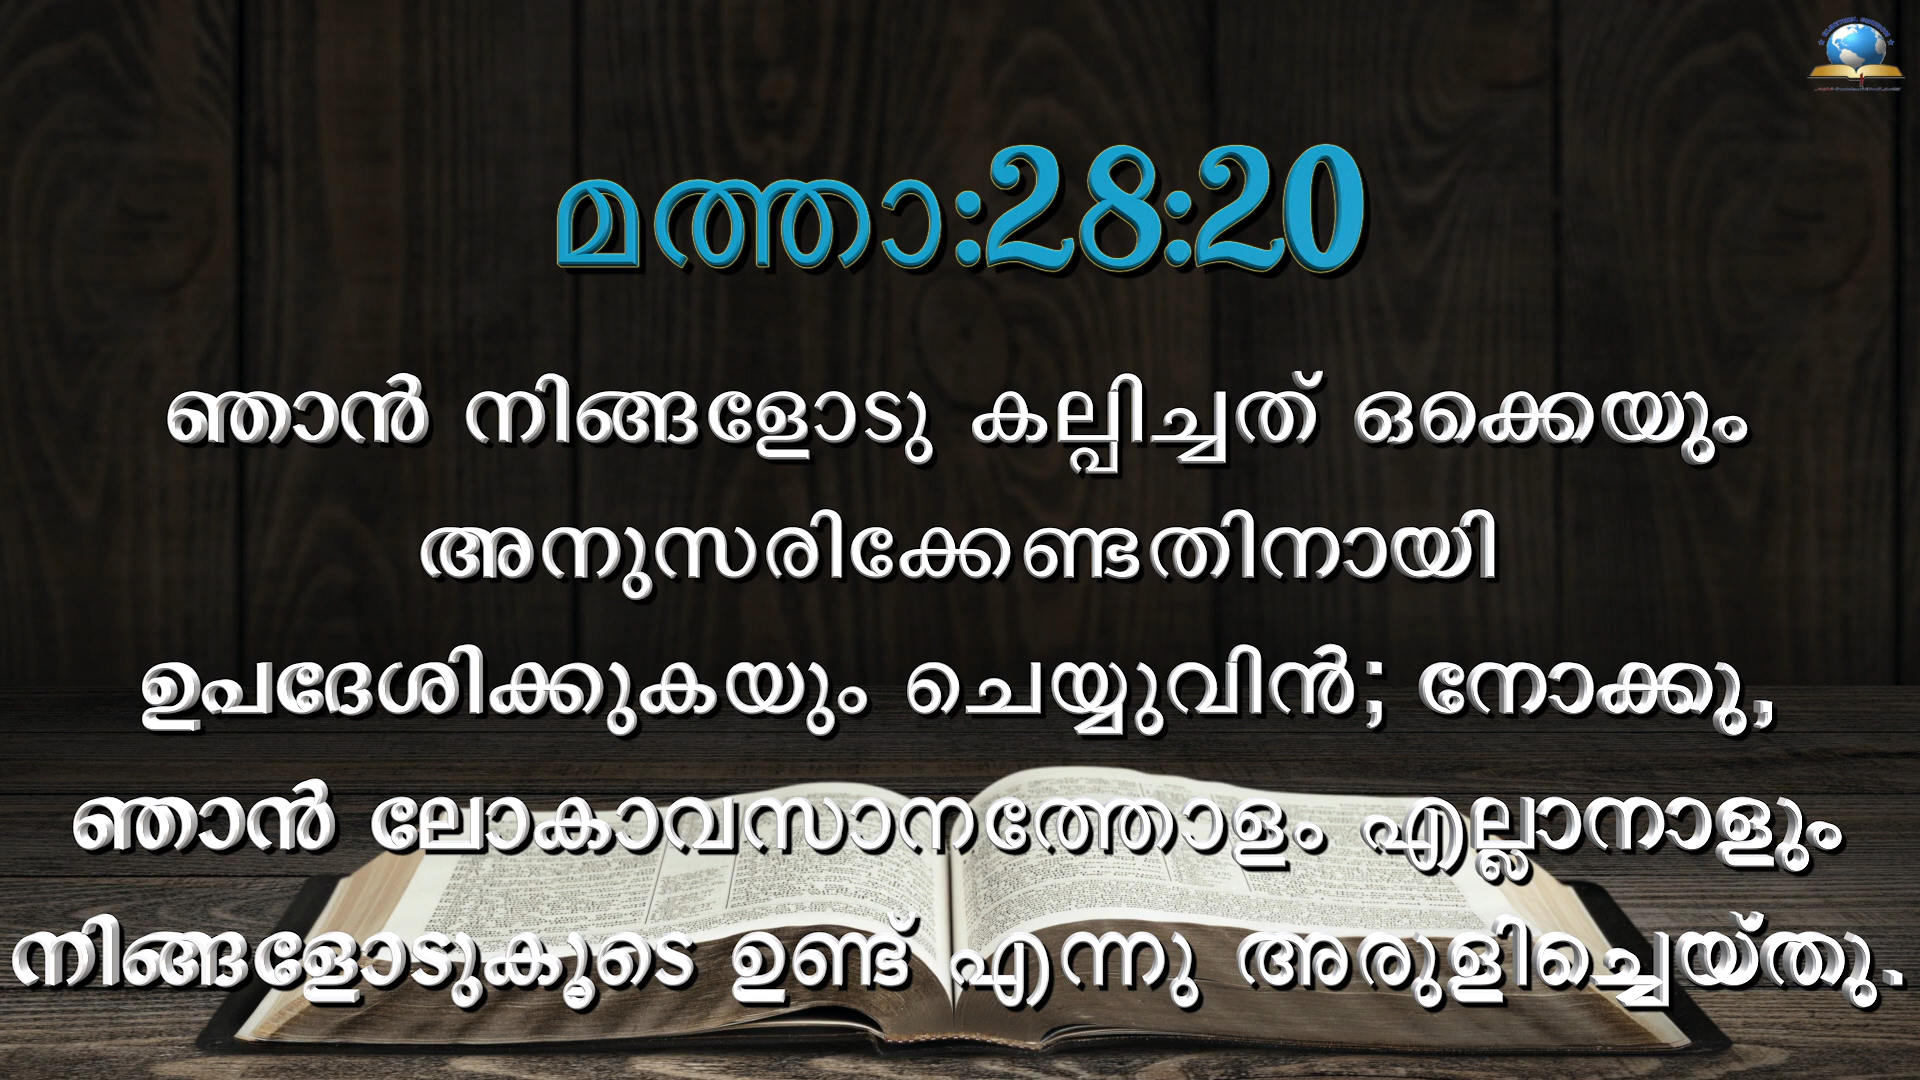 മത്താ:28:20
ഞാൻ നിങ്ങളോടു കല്പിച്ചത് ഒക്കെയും
അനുസരിക്കേണ്ടതിനായി
ഉപദേശിക്കുകയും ചെയ്യുവിൻ; നോക്കു,
ഞാൻ ലോകാവസാനത്തോളം എല്ലാനാളും
നിങ്ങളോടുകൂടെ ഉണ്ട് എന്നു അരുളിച്ചെയ്തു.